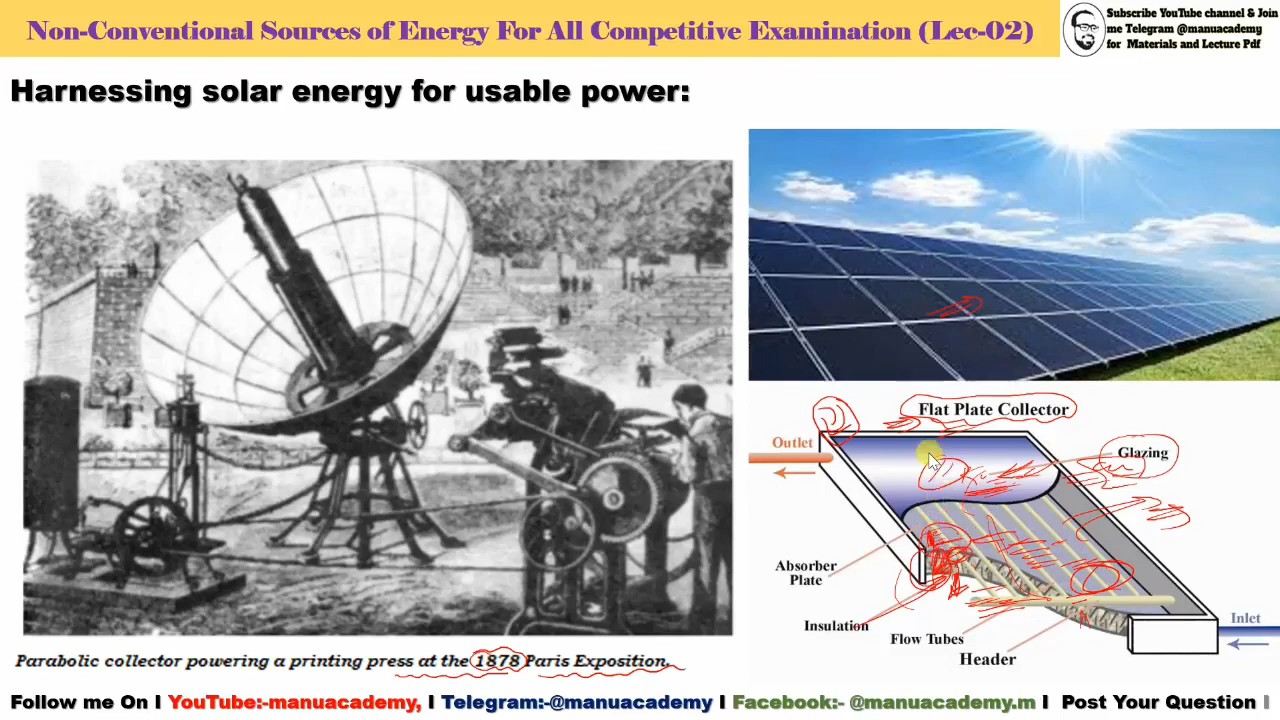 Non-Conventional Sources of Energy For All Competitive Examination (Lec-02)
Subscribe YouTube channel & Join
me Telegram @manuacademy
for Materials and Lecture Pdf
Harnessing solar energy for usable power:
Flat Plate Collector
Outlet
Glazing
Absorber
Plate
Insulation
Flow Tubes
Header
Inlet
Parabolic collector powering a printing press at the 1878 Paris Exposition.
Follow me On I YouTube:-manuacademy, I Telegram:-@manuacademy I Facebook:- @manuacademy.m I Post Your Question I